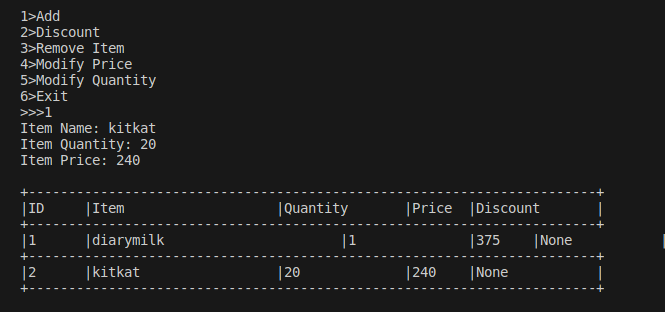 1>Add
2>Discount
3>Remove Item
4>Modify Price
5>Modify Quantity
6>Exit
>>>1
Item Name: kitkat
Item Quantity: 20
Item Price: 240
+-----------------------------------------------------------------------+
|ID     |Item                   |Quantity       |Price  |Discount       |
+-----------------------------------------------------------------------+
|1      |diarymilk                      |1              |375    |None           |
+-----------------------------------------------------------------------+
|2      |kitkat                 |20             |240    |None           |
+-----------------------------------------------------------------------+